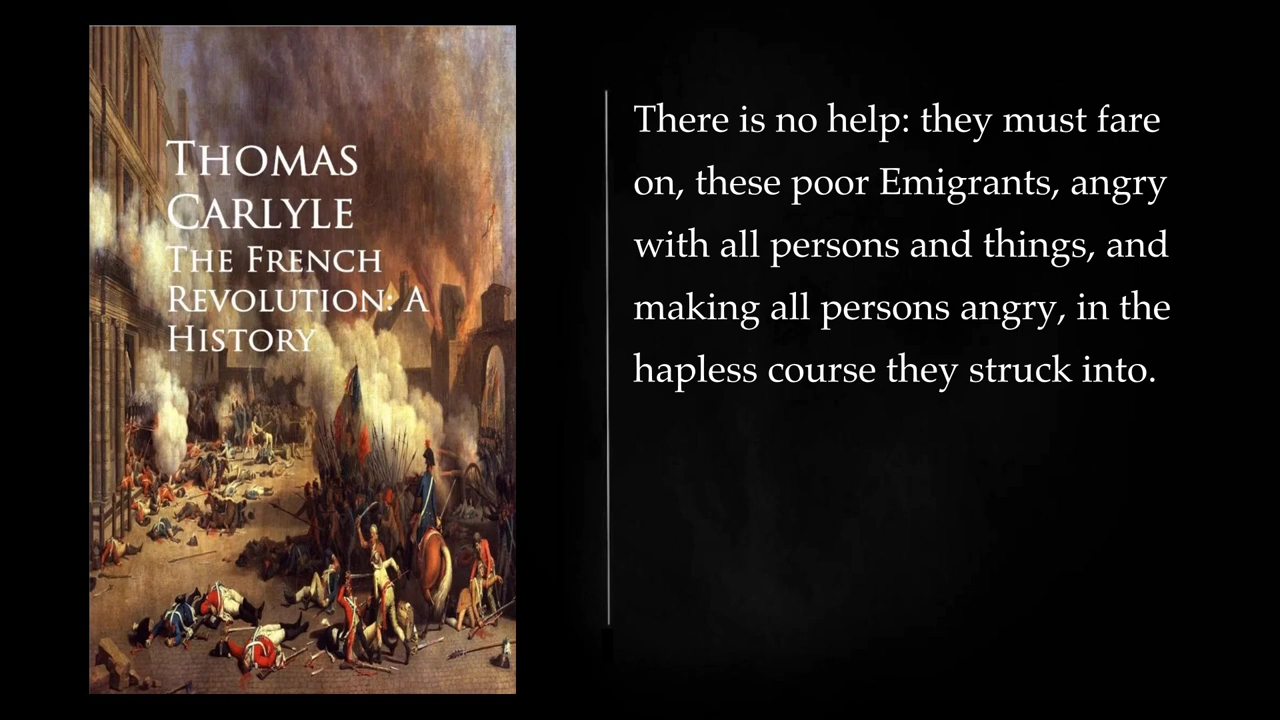 THOMAS
CARLYLE
THE FRENCH
REVOLUTION: A
HISTORY
There is no help: they must fare
on, these poor Emigrants, angry
with all persons and things, and
making all persons angry, in the
hapless course they struck into.